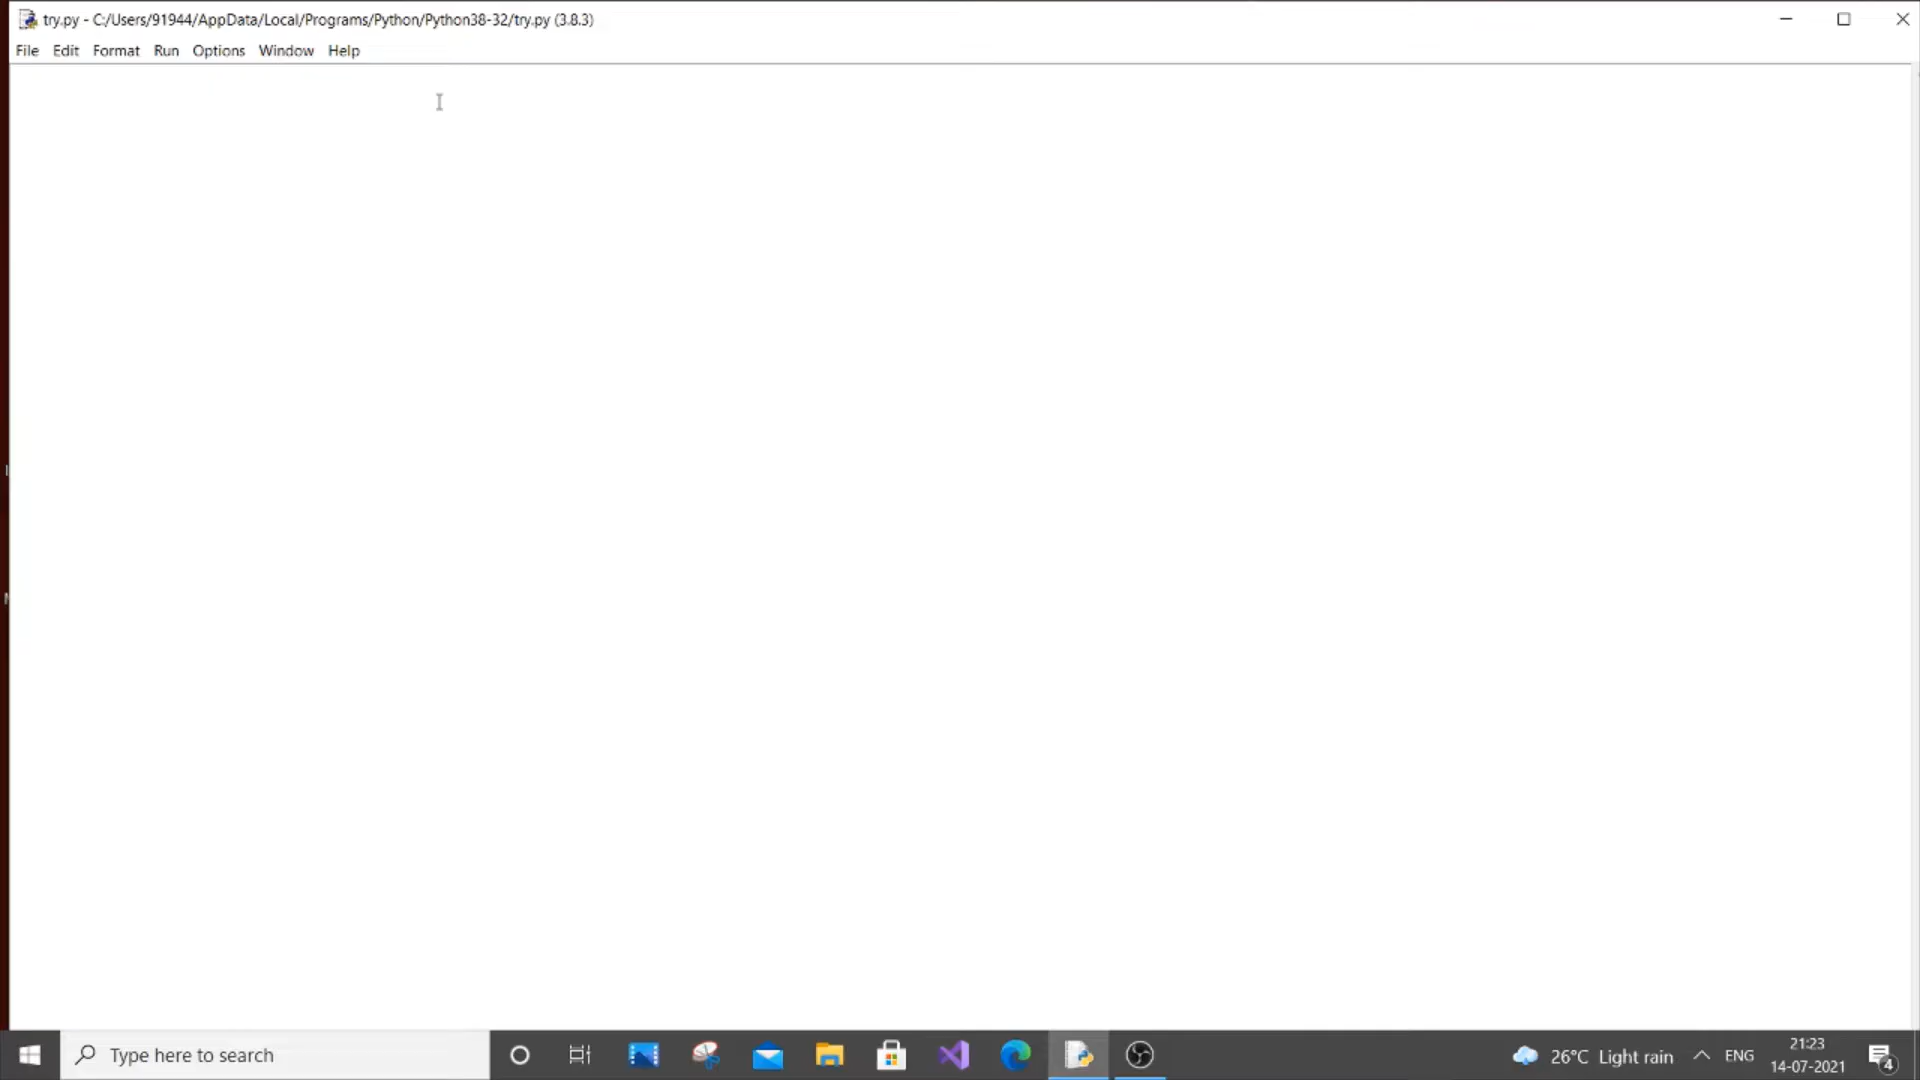 try.py - C:/Users/91944/AppData/Local/Programs/Python/Python38-32/try.py (3.8.3)
File Edit Format Run Options Window Help
Type here to search
26°C Light rain
ENG
21:23
14-07-2021
4